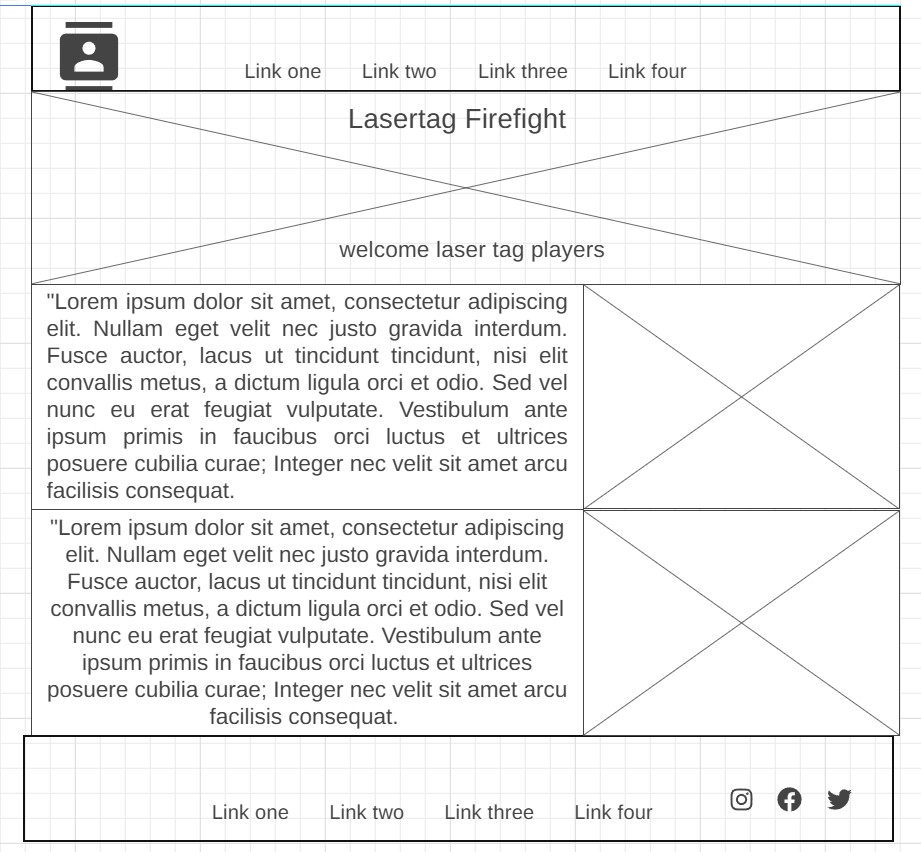 Link one Link two Link three Link four
Lasertag Firefight
welcome laser tag players
"Lorem ipsum dolor sit amet, consectetur adipiscing
elit. Nullam eget velit nec justo gravida interdum.
Fusce auctor, lacus ut tincidunt tincidunt, nisi elit
convallis metus, a dictum ligula orci et odio. Sed vel
nunc eu erat feugiat vulputate. Vestibulum ante
ipsum primis in faucibus orci luctus et ultrices
posuere cubilia curae; Integer nec velit sit amet arcu
facilisis consequat.
"Lorem ipsum dolor sit amet, consectetur adipiscing
elit. Nullam eget velit nec justo gravida interdum.
Fusce auctor, lacus ut tincidunt tincidunt, nisi elit
convallis metus, a dictum ligula orci et odio. Sed vel
nunc eu erat feugiat vulputate. Vestibulum ante
ipsum primis in faucibus orci luctus et ultrices
posuere cubilia curae; Integer nec velit sit amet arcu
facilisis consequat.
Link one Link two Link three Link four